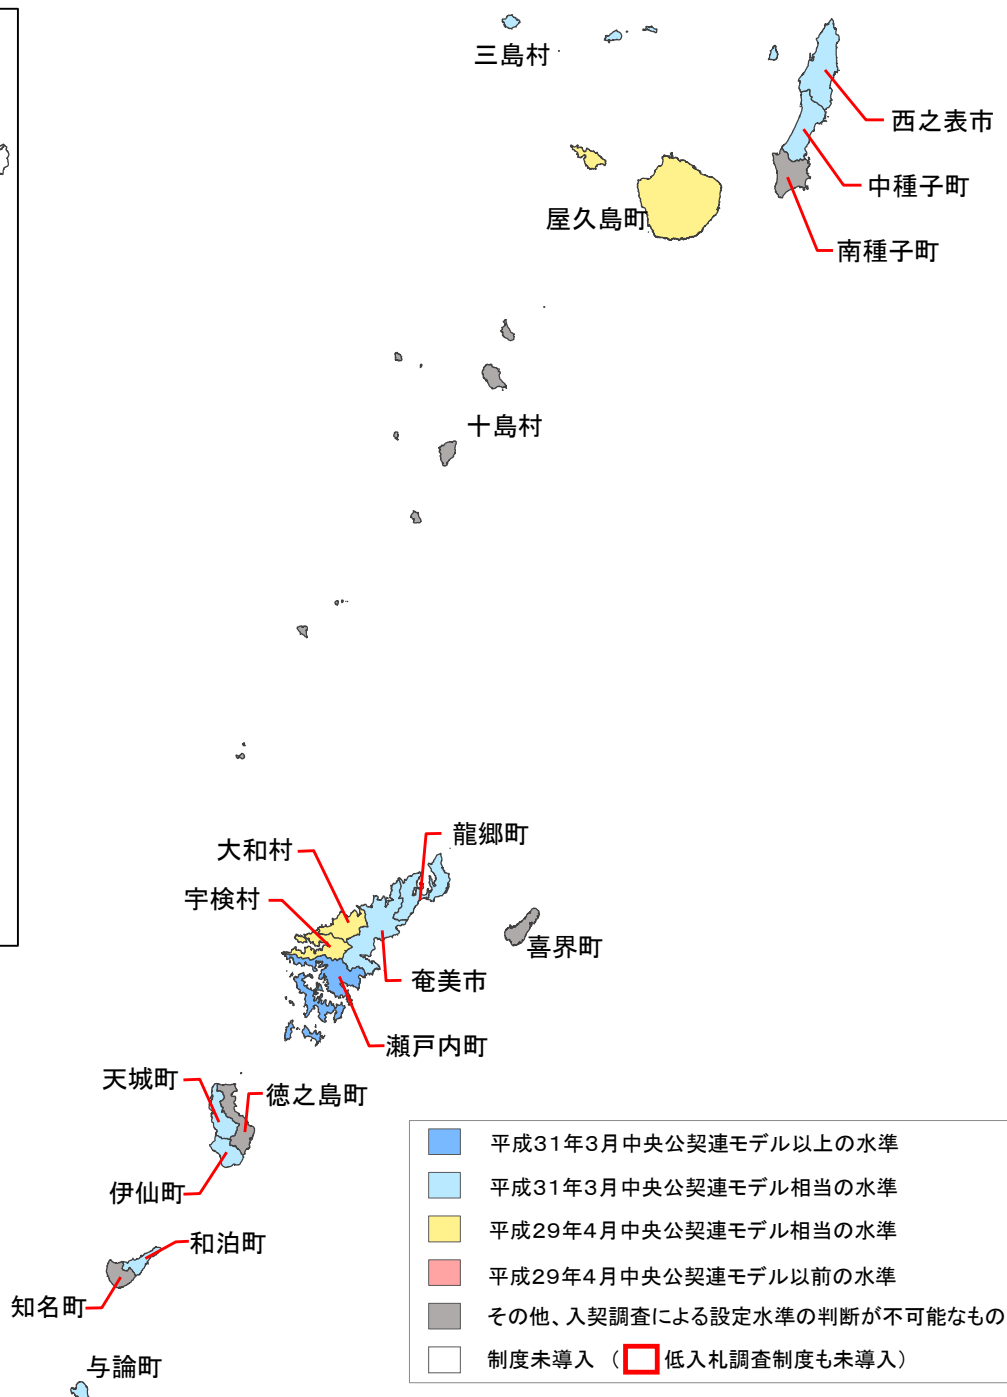 三島村
西之表市
中種子町
屋久島町
南種子町
十島村
龍郷町
大和村
宇検村
喜界町
奄美市
瀬戸内町
天城町
徳之島町
伊仙町
和泊町
知名町
与論町
平成31年3月中央公契連モデル以上の水準
平成31年3月中央公契連モデル相当の水準
平成29年4月中央公契連モデル相当の水準
平成29年4月中央公契連モデル以前の水準
その他、入契調査による設定水準の判断が不可能なもの
制度未導入 ( 低入札調査制度も未導入)